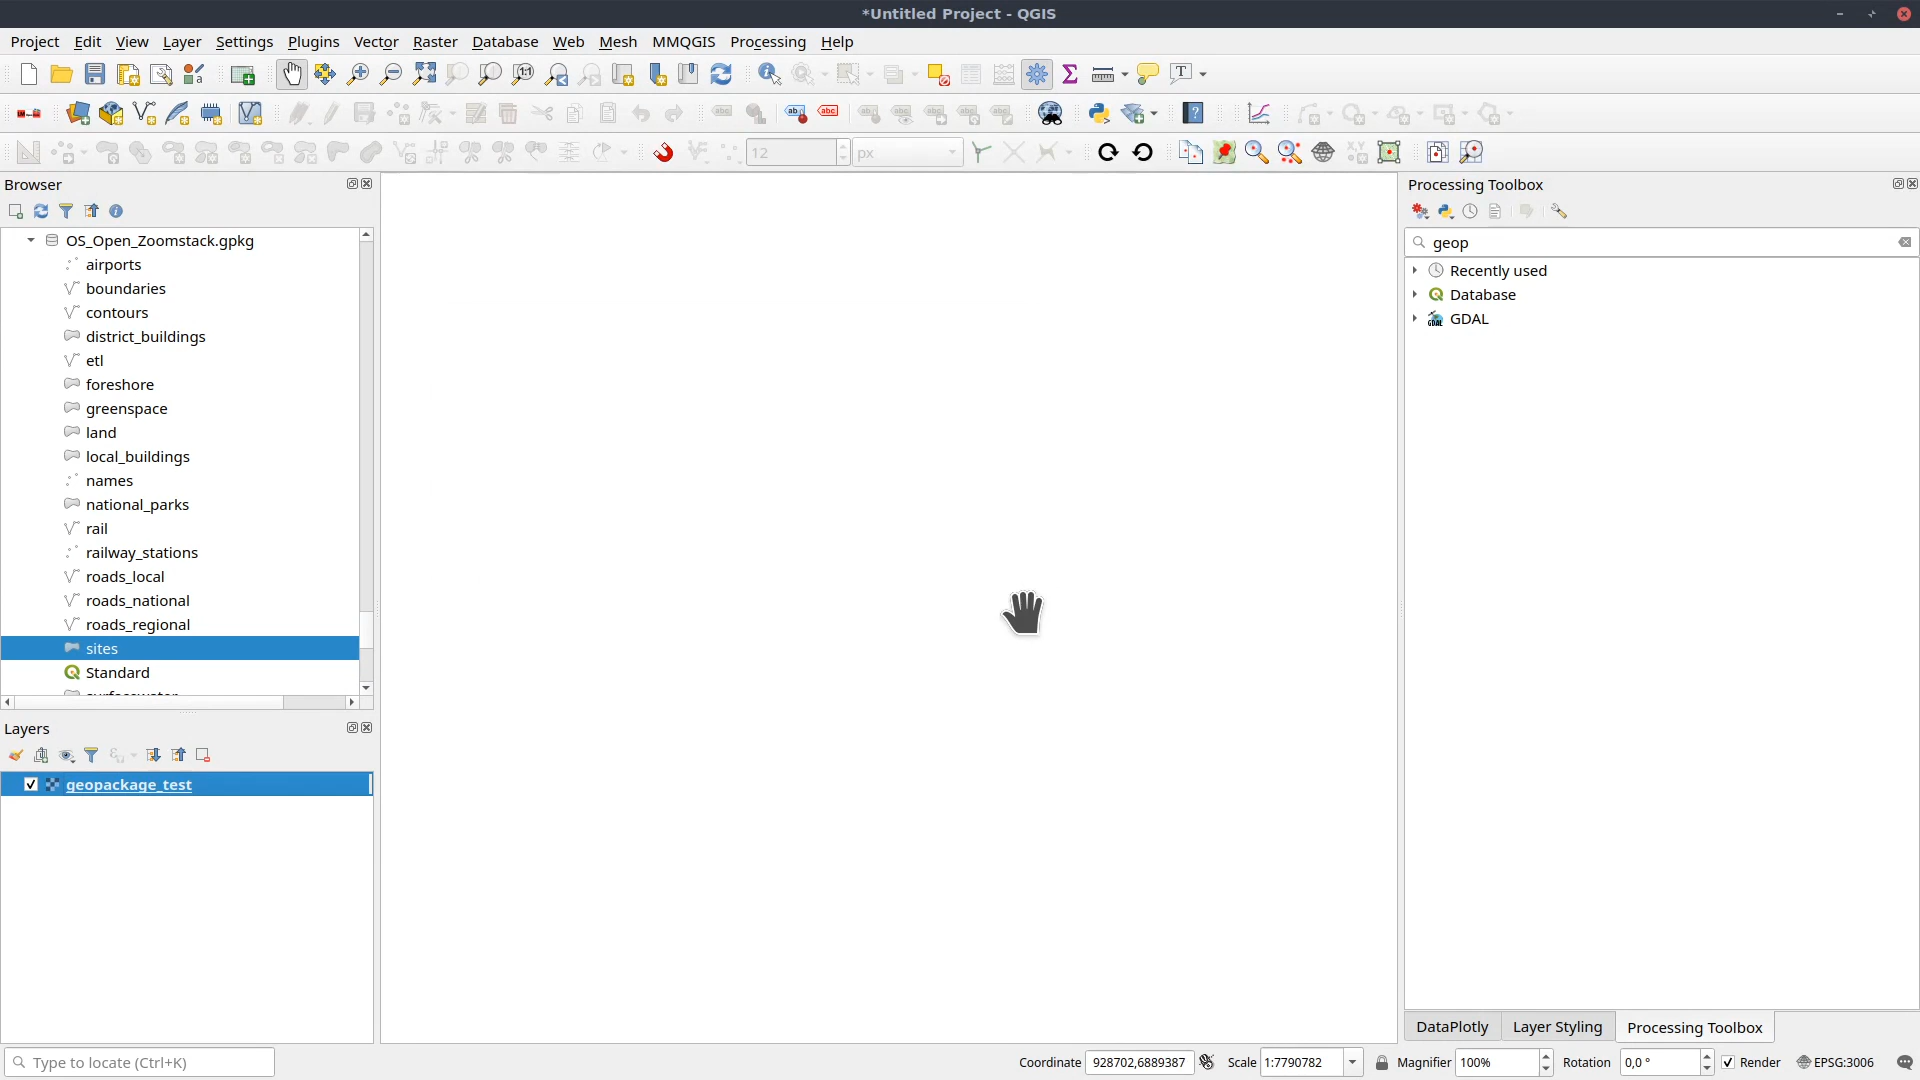 *Untitled Project - QGIS
Project Edit View Layer Settings Plugins Vector Raster Database Web Mesh MMQGIS Processing Help
12 px
Browser
OS_Open_Zoomstack.gpkg
airports
boundaries
contours
district_buildings
etl
foreshore
greenspace
land
local_buildings
names
national_parks
rail
railway_stations
roads_local
roads_national
roads_regional
sites
Standard
Layers
geopackage_test
Processing Toolbox
geop
Recently used
Database
GDAL
DataPlotly Layer Styling Processing Toolbox
Type to locate (Ctrl+K) Coordinate 928702,6889387 Scale 1:7790782 Magnifier 100% Rotation 0,0 ° Render EPSG:3006